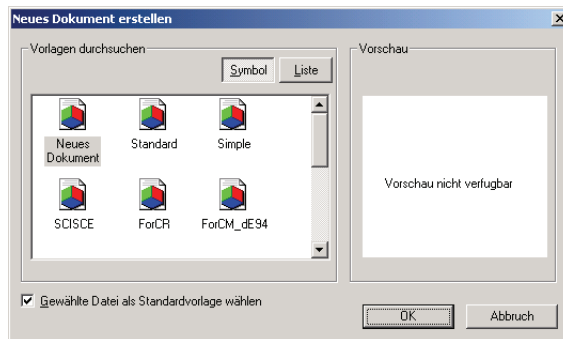 Neues Dokument erstellen
Vorlagen durchsuchen
Vorschau
Symbol
Liste
Neues
Dokument
Standard
Simple
Vorschau nicht verfugbar
SCISCE
ForCR
ForCM_dE94
Gewählte Datei als Standardvorlage wählen
OK
Abbruch